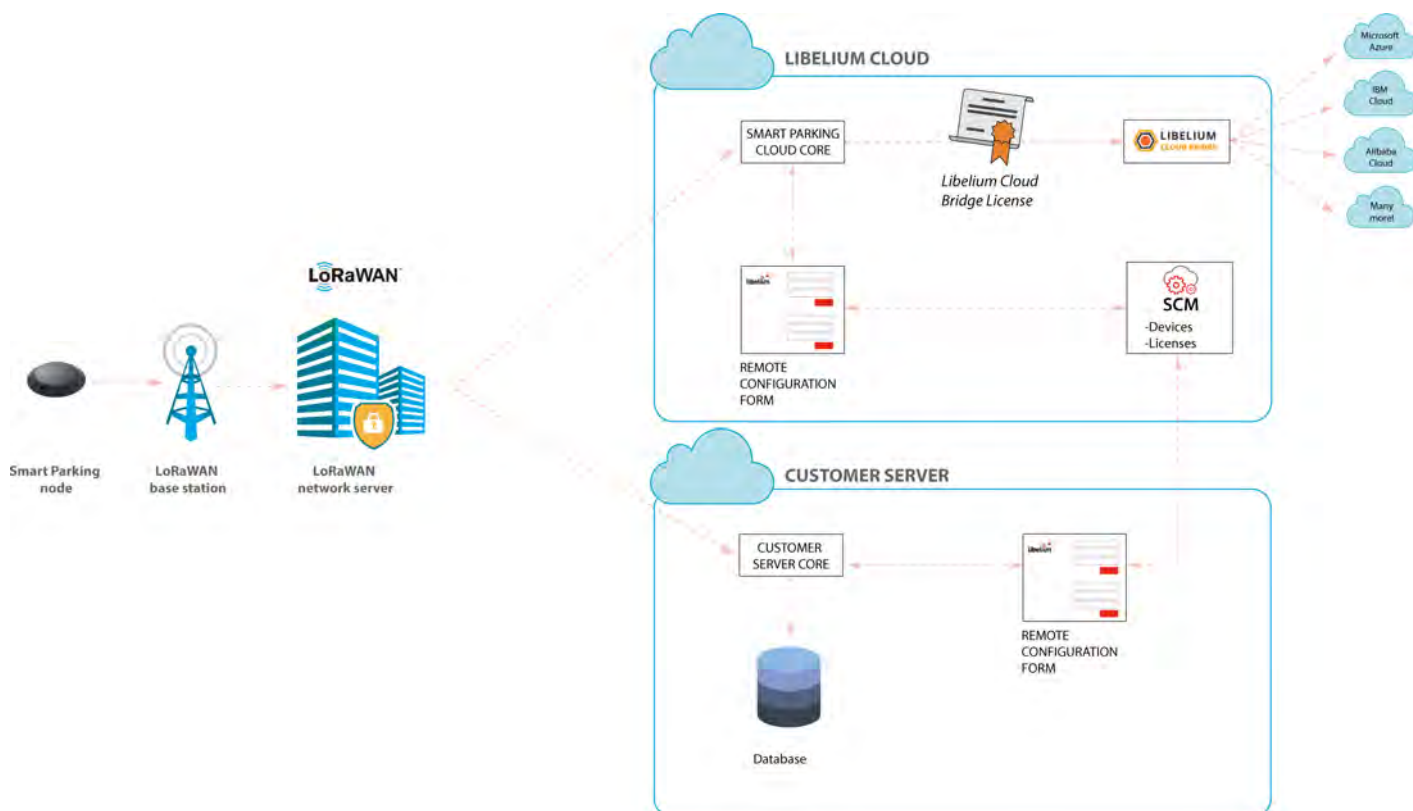 Microsoft
Azure
LIBELIUM CLOUD
IBM
Cloud
SMART PARKING
CLOUD CORE
LIBELIUM
CLOUD BRIDGE
Alibaba
Cloud
Libelium Cloud
Bridge License
Many
more!
LoRaWAN
libelium
SCM
-Devices
-Licenses
REMOTE
CONFIGURATION
FORM
Smart Parking
node
LoRaWAN
base station
LoRaWAN
network server
CUSTOMER SERVER
CUSTOMER
SERVER CORE
libelium
REMOTE
CONFIGURATION
FORM
Database